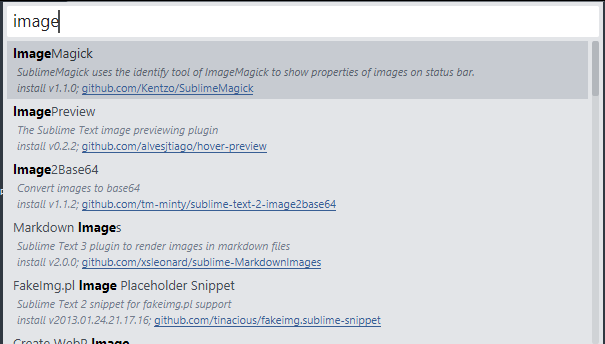 image
ImageMagick
SublimeMagick uses the identify tool of ImageMagick to show properties of images on status bar.
install v1.1.0; github.com/Kentzo/SublimeMagick
ImagePreview
The Sublime Text image previewing plugin
install v0.2.2; github.com/alvesjtiago/hover-preview
Image2Base64
Convert images to base64
install v1.1.2; github.com/tm-minty/sublime-text-2-image2base64
Markdown Images
Sublime Text 3 plugin to render images in markdown files
install v2.0.0; github.com/xsleonard/sublime-MarkdownImages
FakeImg.pl Image Placeholder Snippet
Sublime Text 2 snippet for fakeimg.pl support
install v2013.01.24.21.17.16; github.com/tinacious/fakeimg.sublime-snippet
Create WebP Image